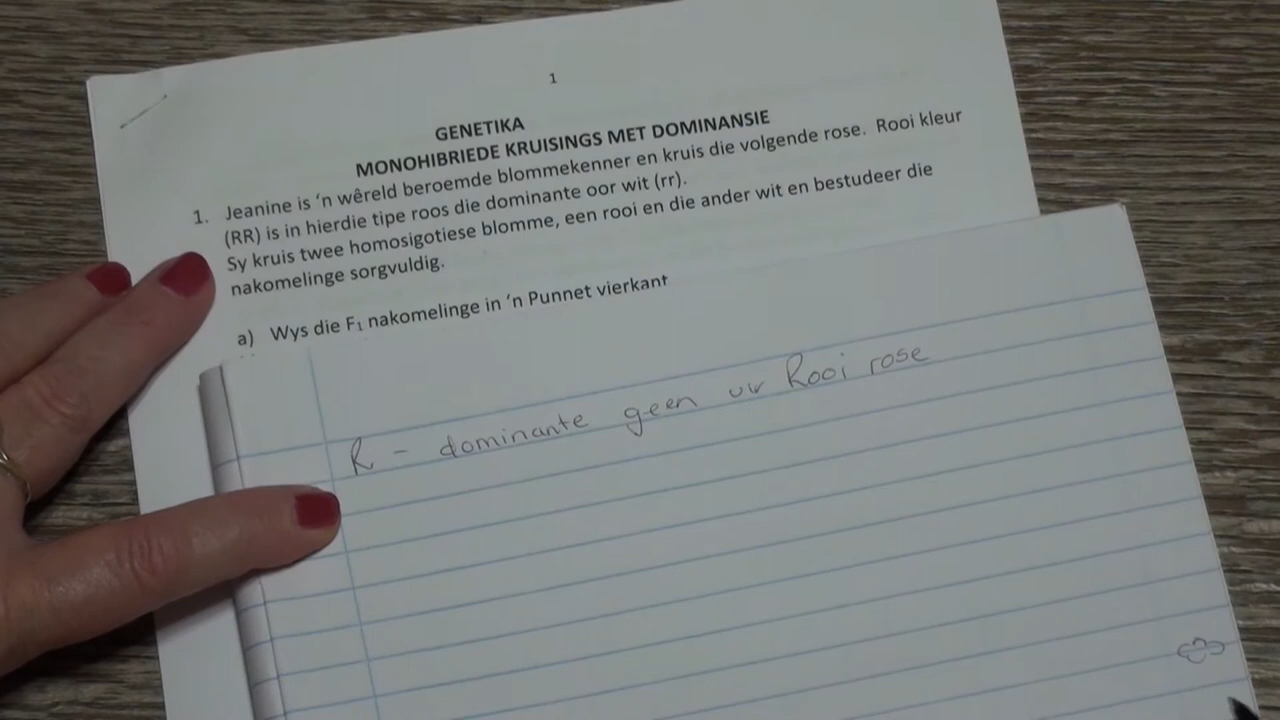 1
GENETIKA
MONOHIBRIEDE KRUISINGS MET DOMINANSIE
1. Jeanine is ‘n wêreld beroemde blommekenner en kruis die volgende rose. Rooi kleur
(RR) is in hierdie tipe roos die dominante oor wit (rr).
Sy kruis twee homosigotiese blomme, een rooi en die ander wit en bestudeer die
nakomelinge sorgvuldig.
a) Wys die F₁ nakomelinge in ‘n Punnet vierkant
R - dominante geen vir Rooi rose